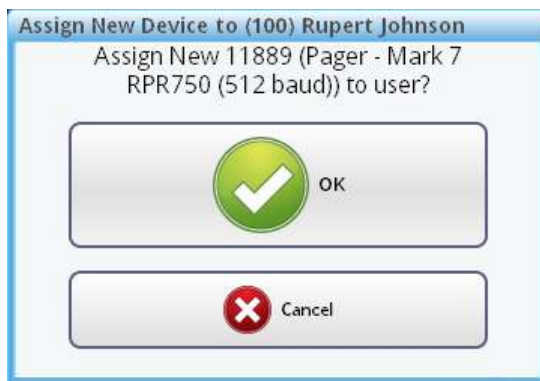 Assign New Device to (100) Rupert Johnson
Assign New 11889 (Pager - Mark 7
RPR750 (512 baud)) to user?
OK
Cancel